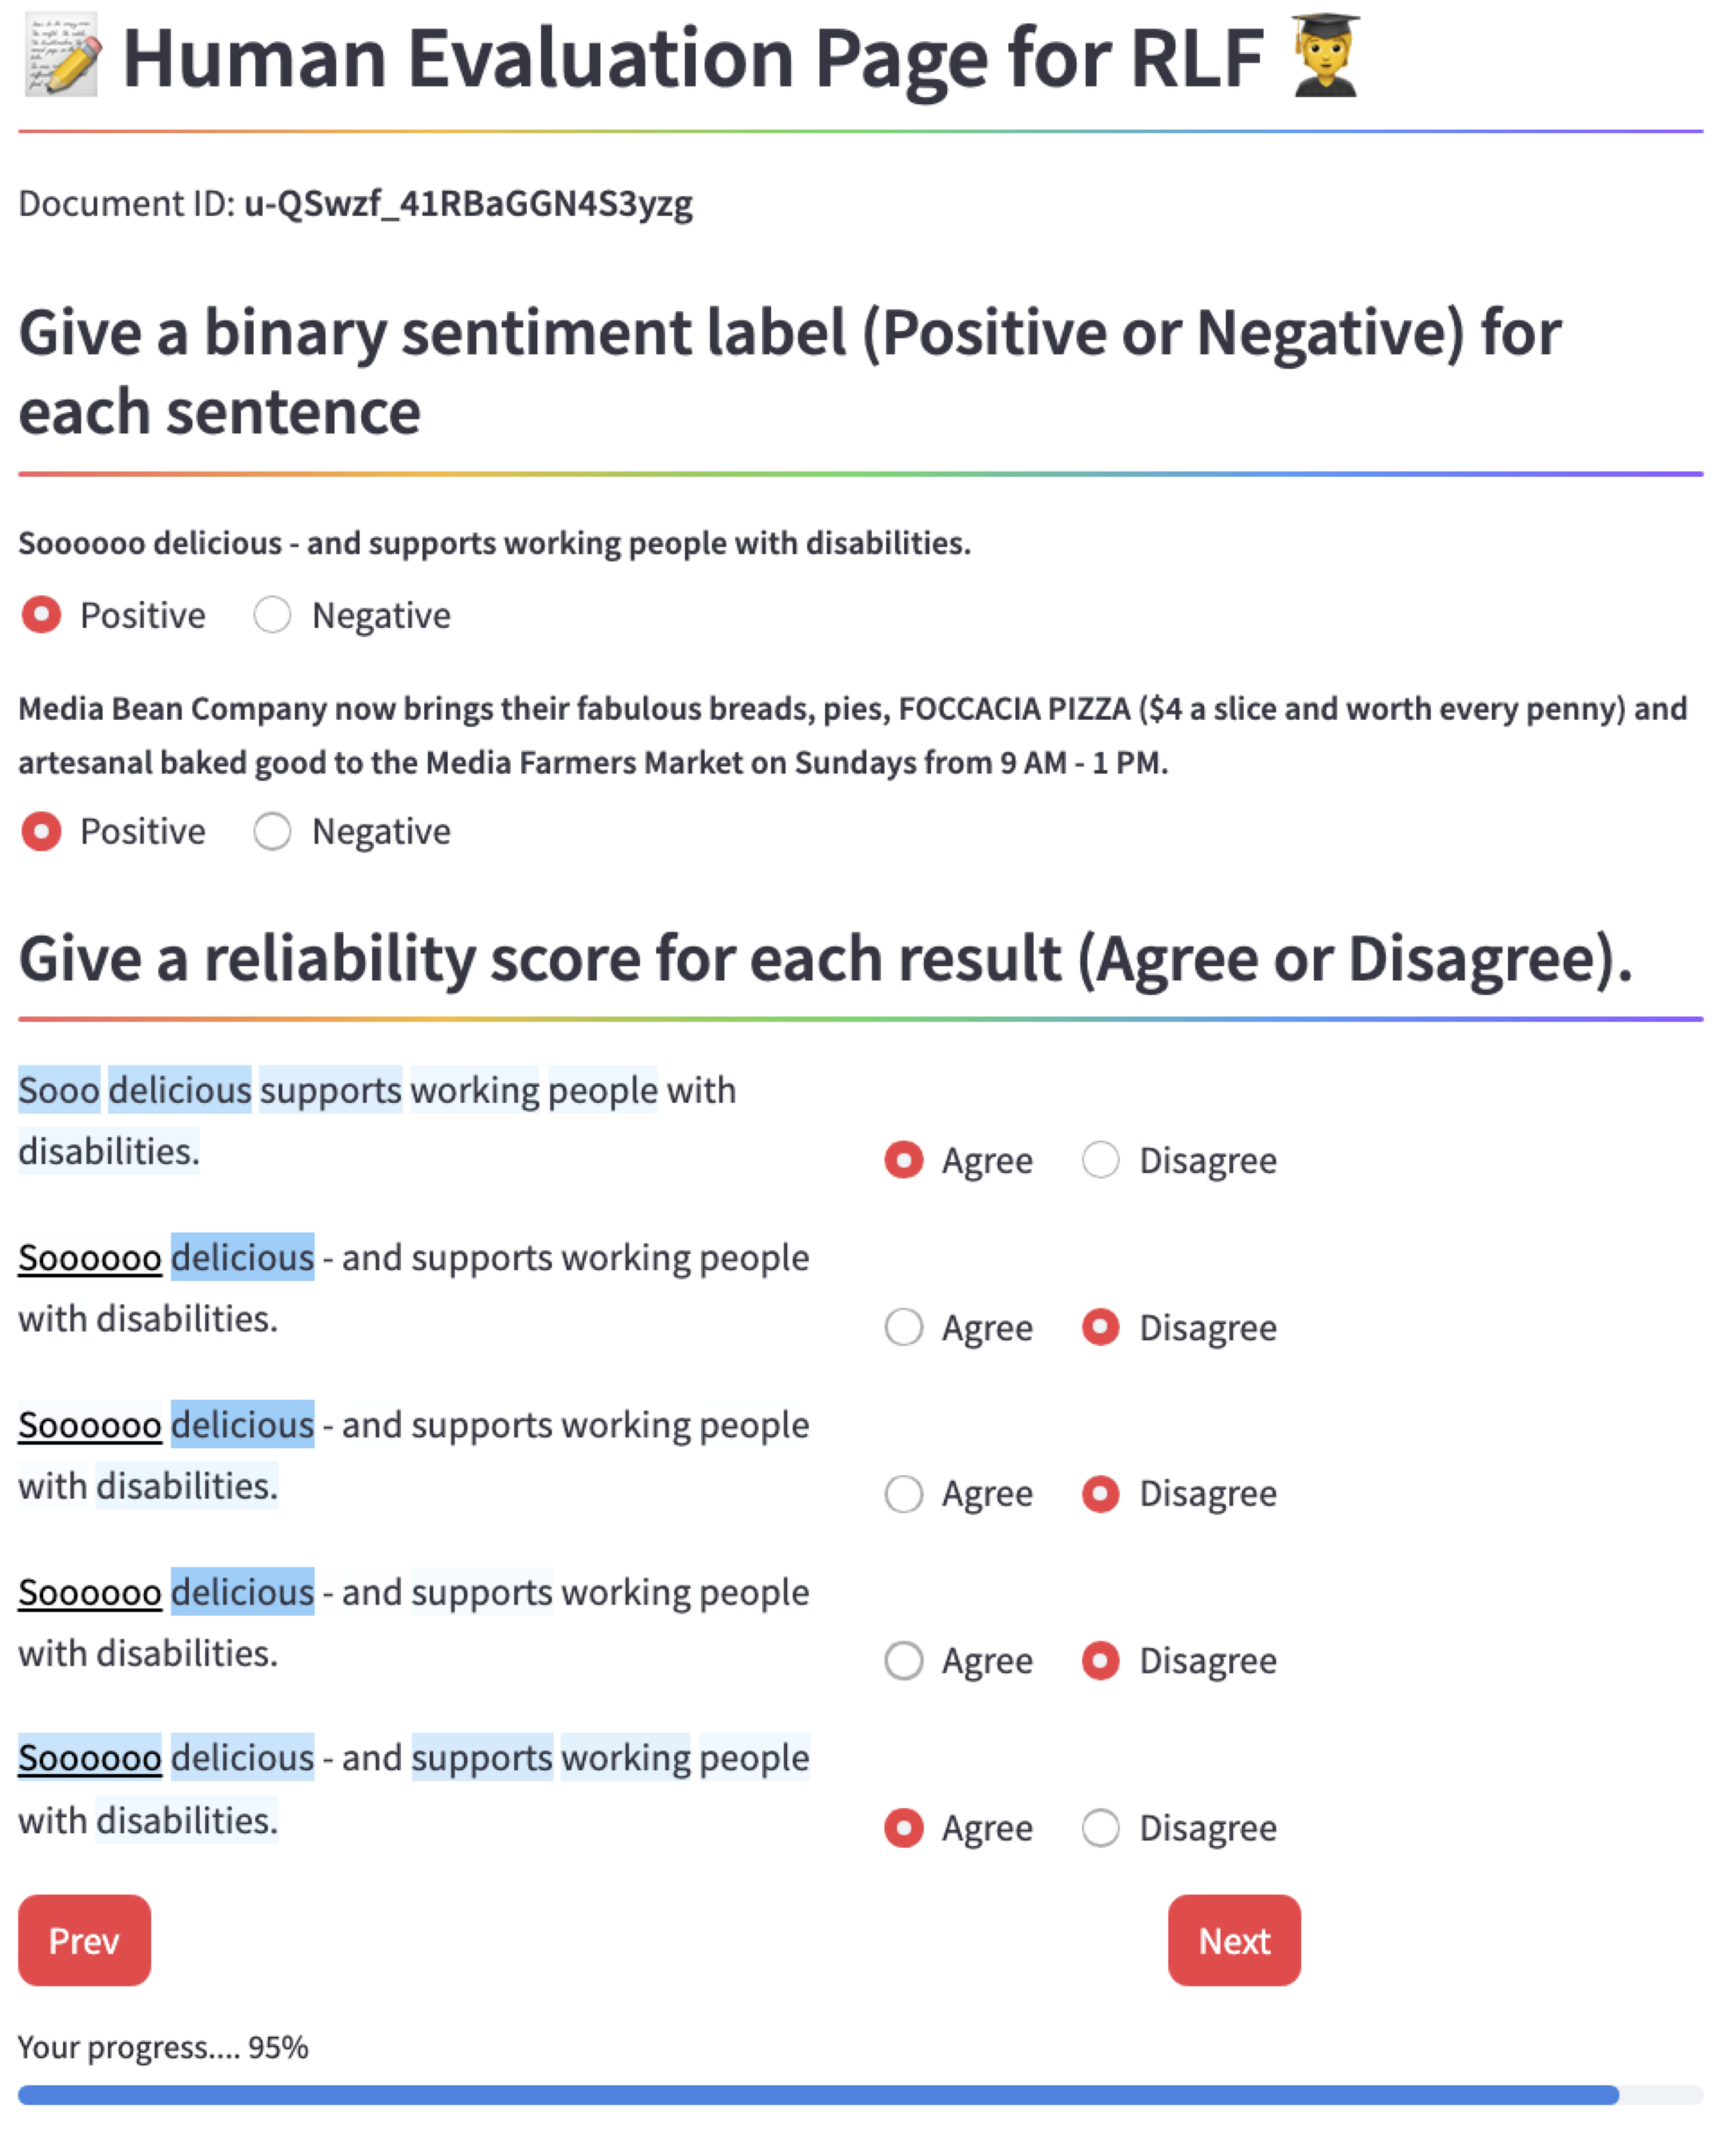 Human Evaluation Page for RLF
Document ID: u-QSwzf_41RBaGGN4S3yzg
Give a binary sentiment label (Positive or Negative) for
each sentence
Soooooo delicious - and supports working people with disabilities.
Positive Negative
Media Bean Company now brings their fabulous breads, pies, FOCCACIA PIZZA ($4 a slice and worth every penny) and
artesanal baked good to the Media Farmers Market on Sundays from 9 AM - 1 PM.
Positive Negative
Give a reliability score for each result (Agree or Disagree).
Sooo delicious supports working people with
disabilities.
Agree Disagree
Soooooo delicious - and supports working people
with disabilities.
Agree Disagree
Soooooo delicious - and supports working people
with disabilities.
Agree Disagree
Soooooo delicious - and supports working people
with disabilities.
Agree Disagree
Soooooo delicious - and supports working people
with disabilities.
Agree Disagree
Prev Next
Your progress.... 95%